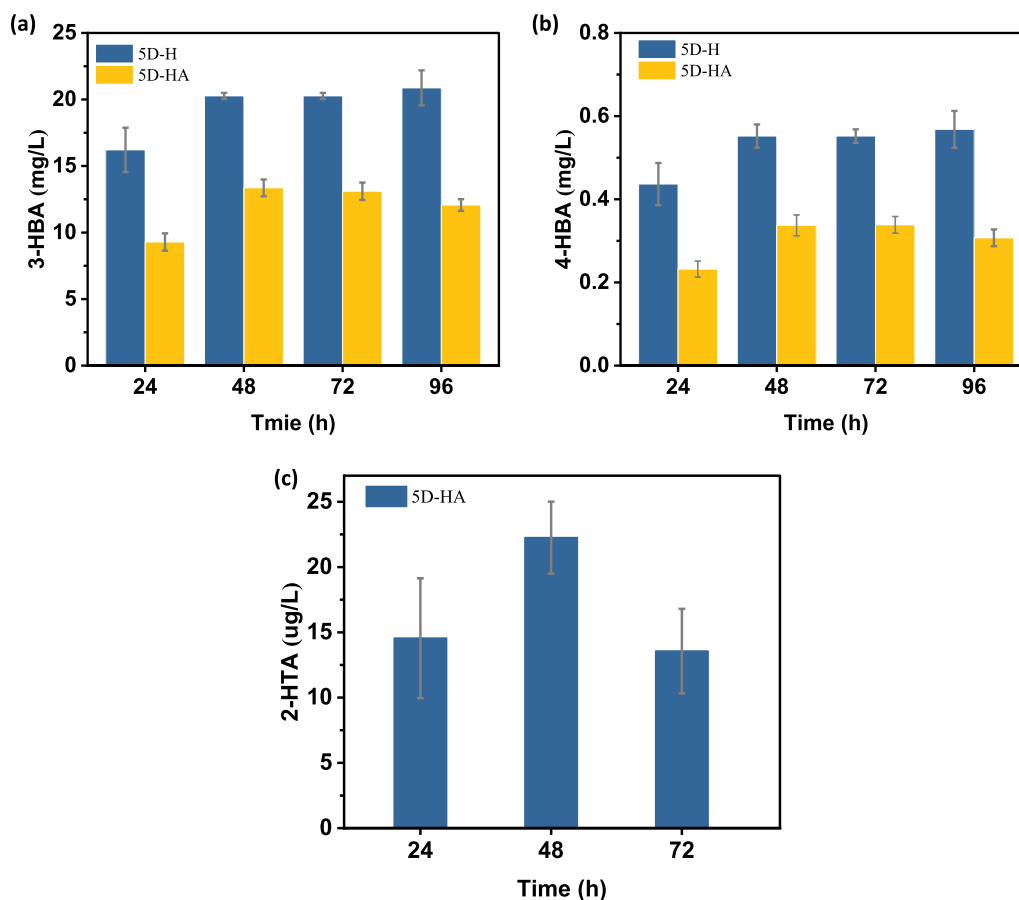 (a)
25
20
15
10
5
0
3-HBA (mg/L)
5D-H
5D-HA
24 48 72 96
Tmie (h)
(b)
0.8
0.6
0.4
0.2
0.0
4-HBA (mg/L)
5D-H
5D-HA
24 48 72 96
Time (h)
(c)
25
20
15
10
5
0
2-HTA (ug/L)
5D-HA
24 48 72
Time (h)